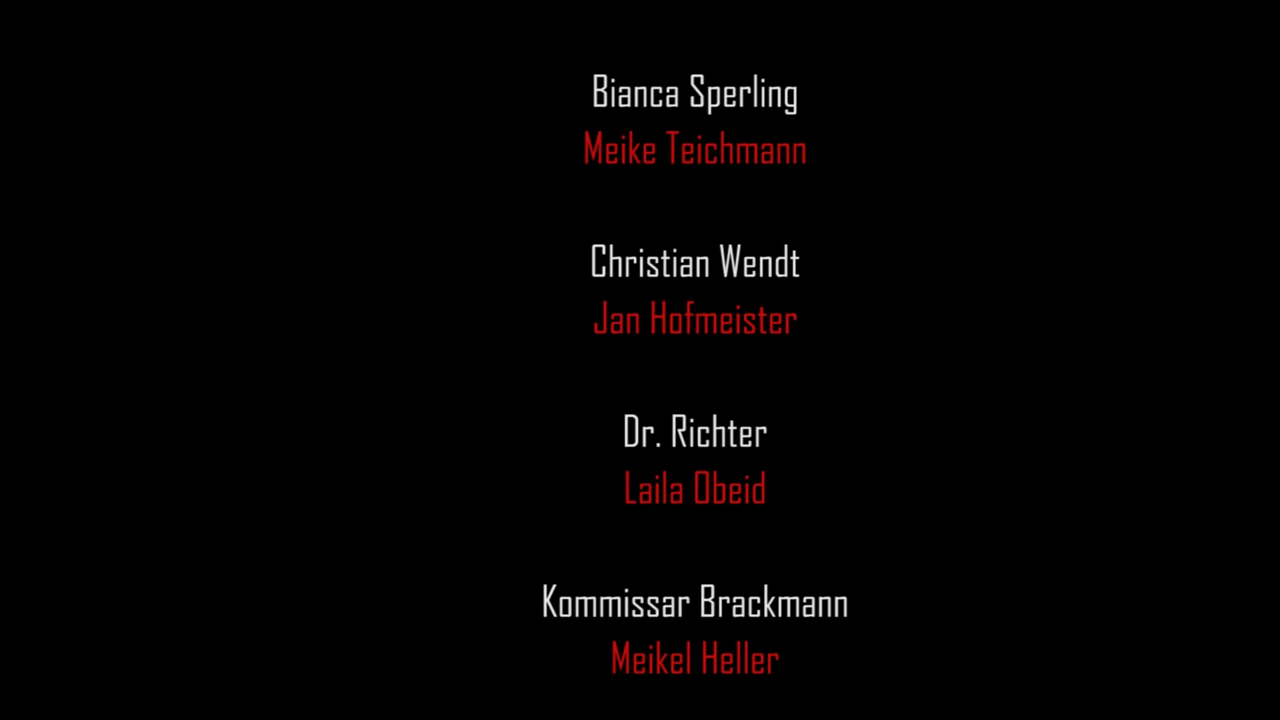 Bianca Sperling
Meike Teichmann
Christian Wendt
Jan Hofmeister
Dr. Richter
Laila Obeid
Kommissar Brackmann
Meikel Heller